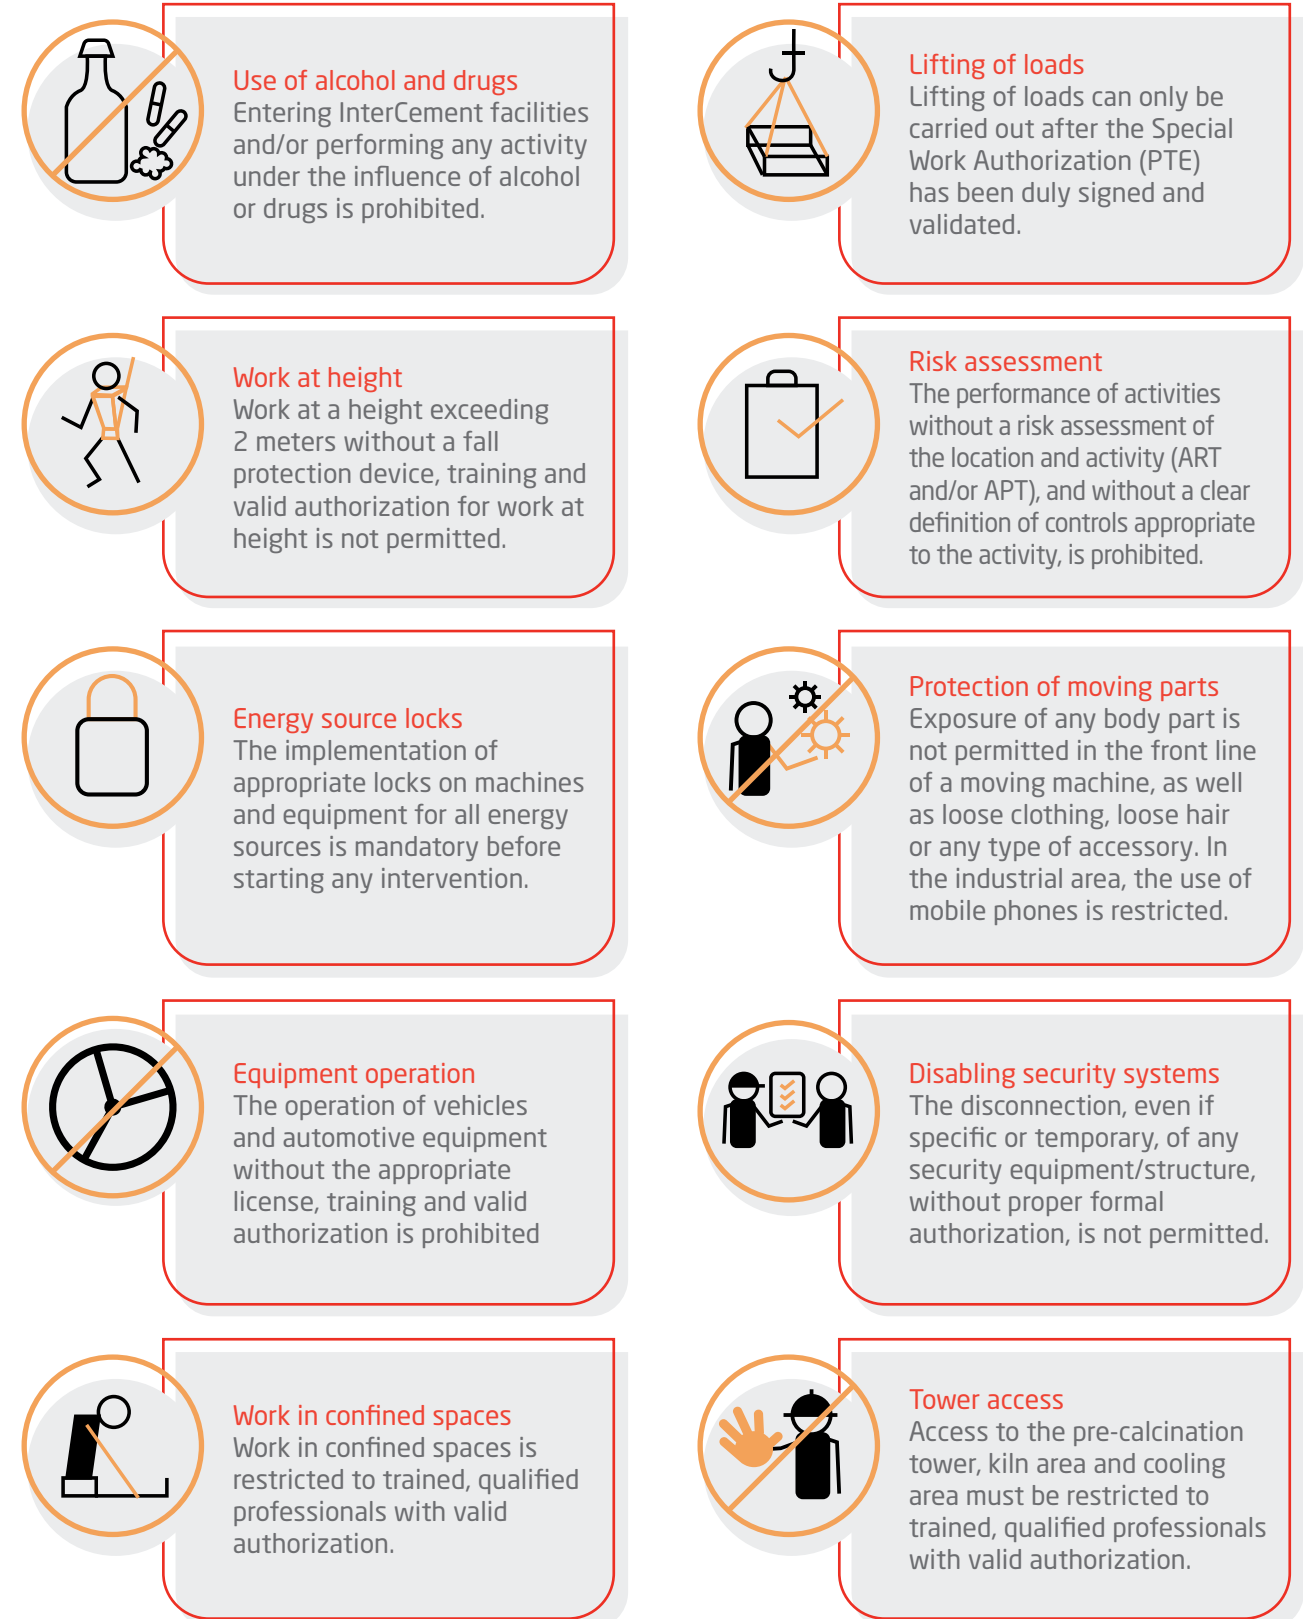 Use of alcohol and drugs
Entering InterCement facilities
and/or performing any activity
under the influence of alcohol
or drugs is prohibited.
Lifting of loads
Lifting of loads can only be
carried out after the Special
Work Authorization (PTE)
has been duly signed and
validated.
Work at height
Work at a height exceeding
2 meters without a fall
protection device, training and
valid authorization for work at
height is not permitted.
Risk assessment
The performance of activities
without a risk assessment of
the location and activity (ART
and/or APT), and without a clear
definition of controls appropriate
to the activity, is prohibited.
Energy source locks
The implementation of
appropriate locks on machines
and equipment for all energy
sources is mandatory before
starting any intervention.
Protection of moving parts
Exposure of any body part is
not permitted in the front line
of a moving machine, as well
as loose clothing, loose hair
or any type of accessory. In
the industrial area, the use of
mobile phones is restricted.
Equipment operation
The operation of vehicles
and automotive equipment
without the appropriate
license, training and valid
authorization is prohibited
Disabling security systems
The disconnection, even if
specific or temporary, of any
security equipment/structure,
without proper formal
authorization, is not permitted.
Work in confined spaces
Work in confined spaces is
restricted to trained, qualified
professionals with valid
authorization.
Tower access
Access to the pre-calcination
tower, kiln area and cooling
area must be restricted to
trained, qualified professionals
with valid authorization.